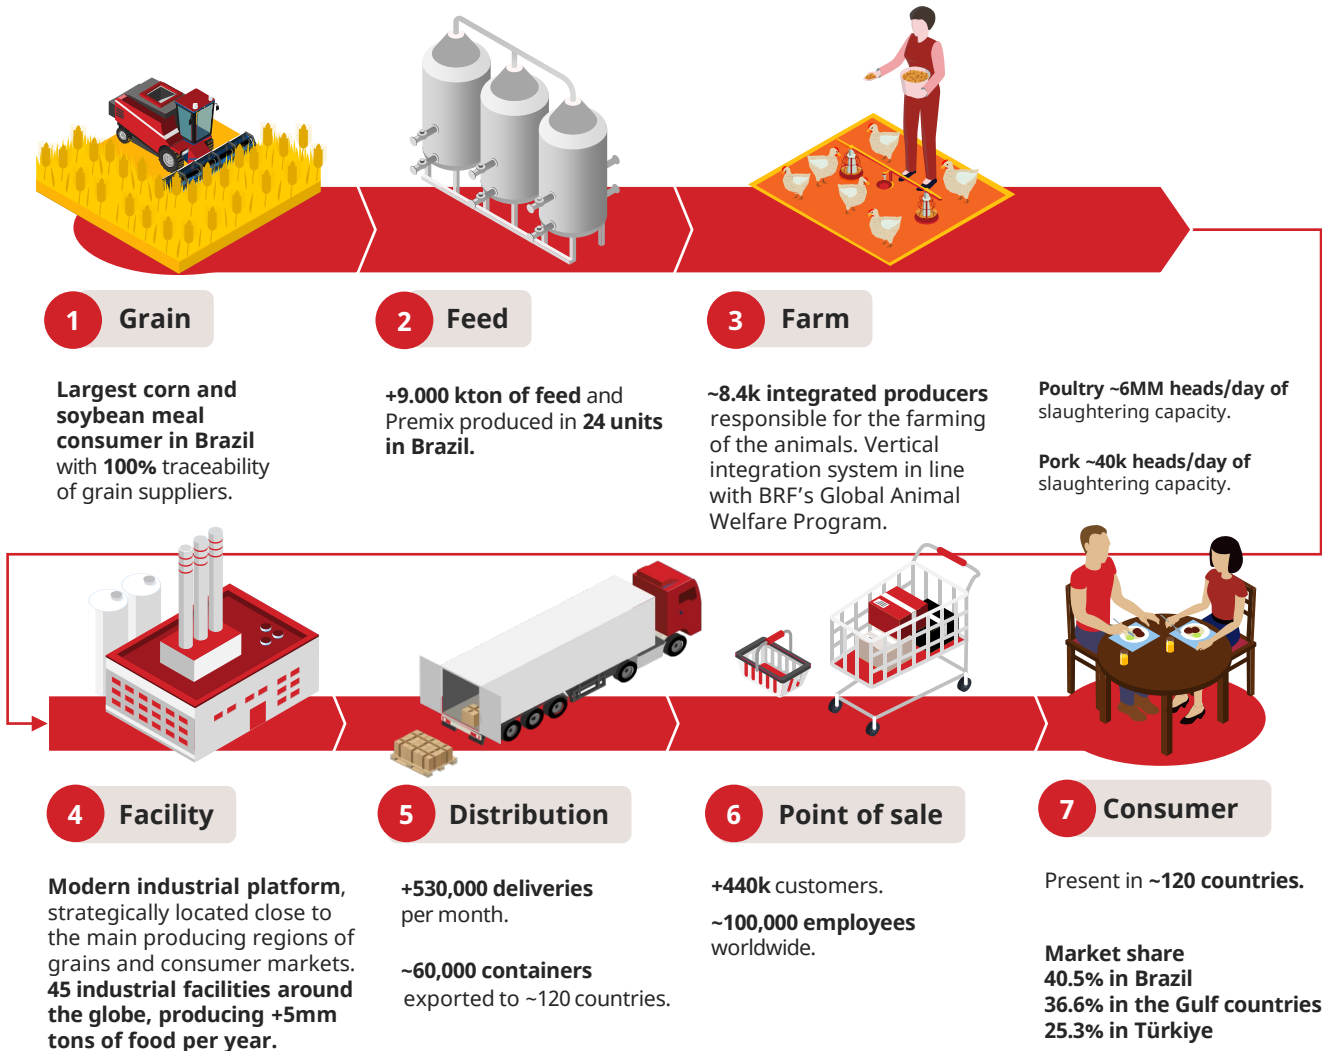 1 Grain
Largest corn and
soybean meal
consumer in Brazil
with 100% traceability
of grain suppliers.
2 Feed
+9.000 kton of feed and
Premix produced in 24 units
in Brazil.
3 Farm
~8.4k integrated producers
responsible for the farming
of the animals. Vertical
integration system in line
with BRF’s Global Animal
Welfare Program.
Poultry ~6MM heads/day of
slaughtering capacity.
Pork ~40k heads/day of
slaughtering capacity.
4 Facility
Modern industrial platform,
strategically located close to
the main producing regions of
grains and consumer markets.
45 industrial facilities around
the globe, producing +5mm
tons of food per year.
5 Distribution
+530,000 deliveries
per month.
~60,000 containers
exported to ~120 countries.
6 Point of sale
+440k customers.
~100,000 employees
worldwide.
7 Consumer
Present in ~120 countries.
Market share
40.5% in Brazil
36.6% in the Gulf countries
25.3% in Türkiye